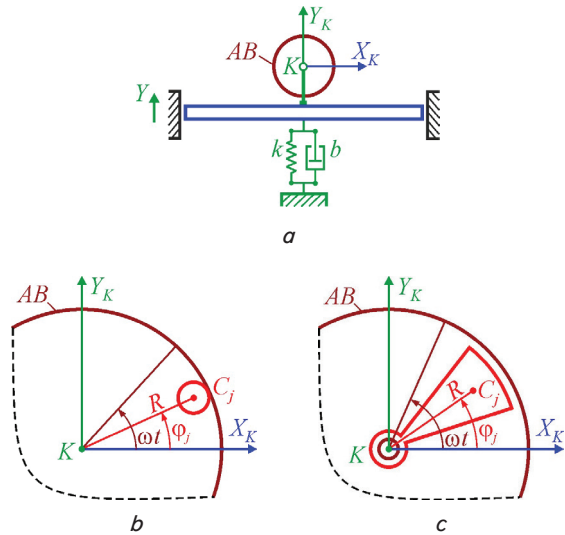 Y_K
AB
K
X_K
Y
k
b
a
AB
Y_K
R
C_j
ωt
φ_j
X_K
K
b
AB
Y_K
R
C_j
ωt
φ_j
X_K
K
c